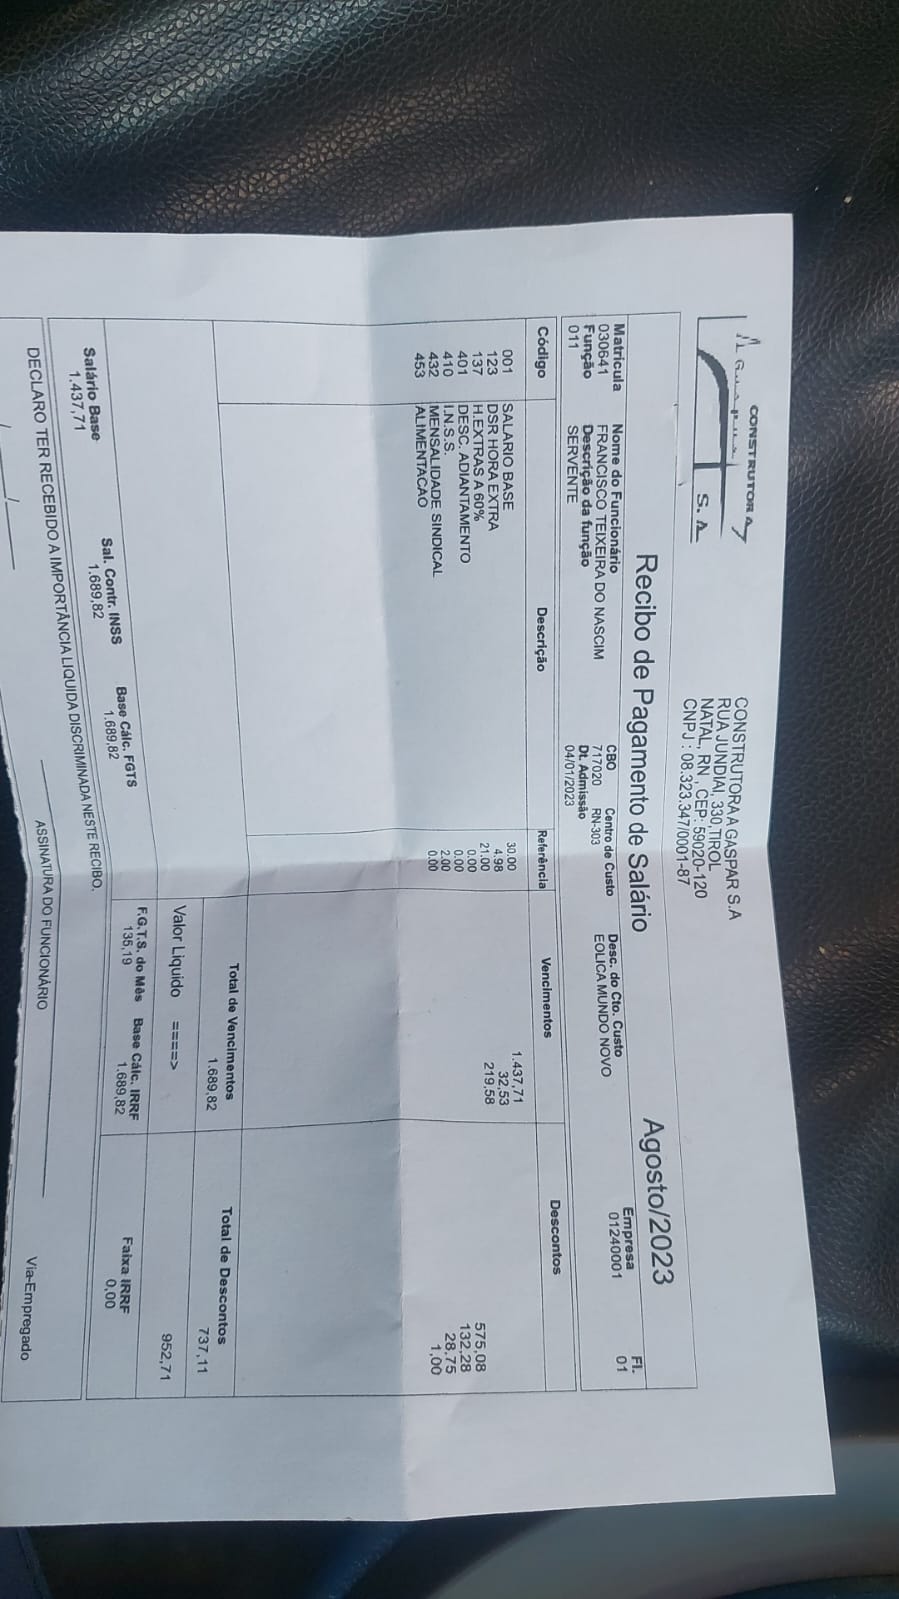 CONSTRUTORA
S. A.
CONSTRUTORA A GASPAR S.A
RUA JUNDIAI, 330,TIROL
NATAL, RN , CEP: 59020-120
CNPJ : 08.323.347/0001-87
Recibo de Pagamento de Salário Agosto/2023
Matricula Nome do Funcionário CBO Centro de Custo Desc. do Cto. Custo Empresa Fl.
030641 FRANCISCO TEIXEIRA DO NASCIM 717020 RN-303 EOLICA MUNDO NOVO 01240001 01
Função Descrição da função Dt. Admissão
011 SERVENTE 04/01/2023
Código Descrição Referência Vencimentos Descontos
001 SALARIO BASE 30.00 1.437,71
123 DSR HORA EXTRA 4.98 32,53
137 H.EXTRAS A 60% 21.00 219,58
401 DESC. ADIANTAMENTO 0.00 575,08
410 I.N.S.S. 0.00 132,28
432 MENSALIDADE SINDICAL 2.00 28,75
453 ALIMENTACAO 0.00 1,00
Total de Vencimentos Total de Descontos
1.689,82 737,11
Valor Liquido ====> 952,71
Salário Base Sal. Contr. INSS Base Cálc. FGTS F.G.T.S. do Mês Base Cálc. IRRF Faixa IRRF
1.437,71 1.689,82 1.689,82 135,19 1.689,82 0,00
DECLARO TER RECEBIDO A IMPORTÂNCIA LIQUIDA DISCRIMINADA NESTE RECIBO.
___/___/___ ASSINATURA DO FUNCIONÁRIO Via-Empregado